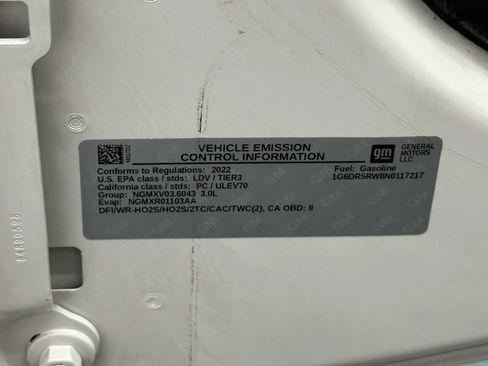 VEHICLE EMISSION
CONTROL INFORMATION
gm GENERAL MOTORS LLC
Conforms to Regulations: 2022
U.S. EPA class / stds: LDV / TIER3
California class / stds: PC / ULEV70
Group: NGMXV03.6043 3.0L
Evap: NGMXR01103AA
DFI/WR-HO2S/HO2S/2TC/CAC/TWC(2), CA OBD: II
Fuel: Gasoline
1G6DR5RW8N0117217